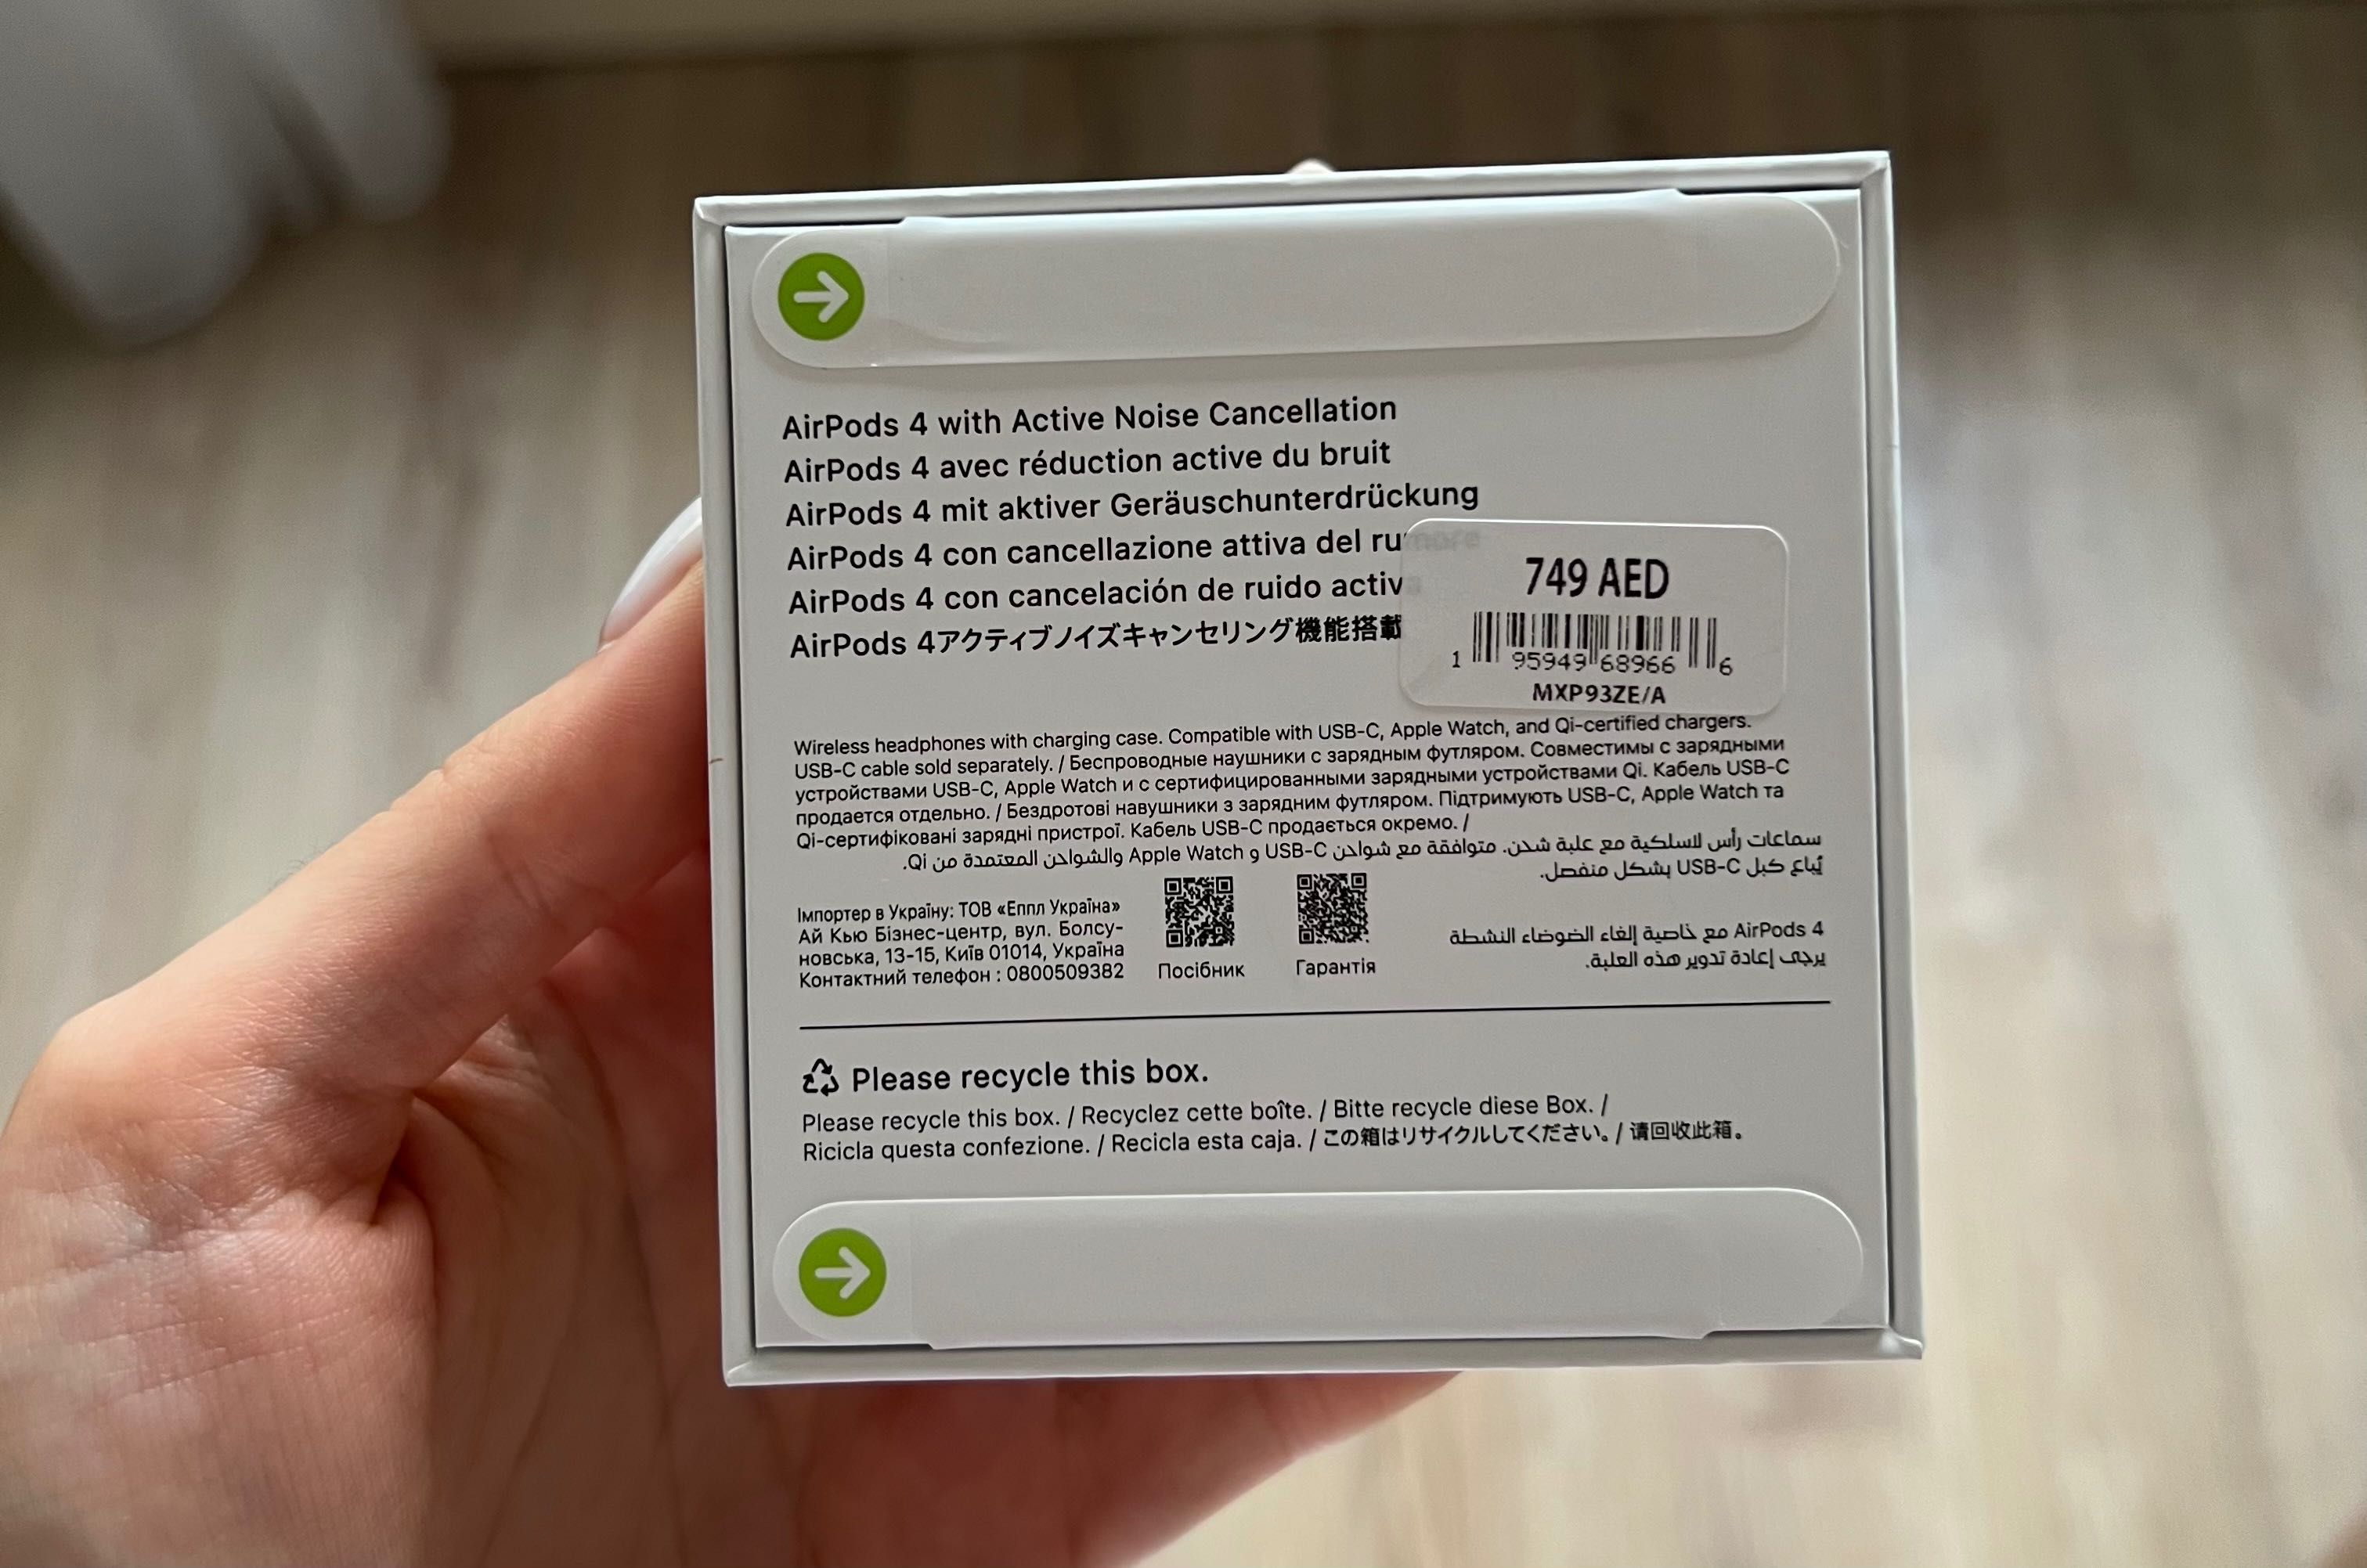 AirPods 4 with Active Noise Cancellation
AirPods 4 avec réduction active du bruit
AirPods 4 mit aktiver Geräuschunterdrückung
AirPods 4 con cancellazione attiva del rumore
AirPods 4 con cancelación de ruido activ
AirPods 4アクティブノイズキャンセリング機能搭載
749 AED
1 95949 68966 6
MXP93ZE/A
Wireless headphones with charging case. Compatible with USB-C, Apple Watch, and Qi-certified chargers.
USB-C cable sold separately. / Беспроводные наушники с зарядным футляром. Совместимы с зарядными
устройствами USB-C, Apple Watch и с сертифицированными зарядными устройствами Qi. Кабель USB-C
продается отдельно. / Бездротові навушники з зарядним футляром. Підтримують USB-C, Apple Watch та
Qi-сертифіковані зарядні пристрої. Кабель USB-C продається окремо. /
سماعات رأس لاسلكية مع علبة شحن. متوافقة مع شواحن USB-C و Apple Watch والشواحن المعتمدة من Qi.
يُباع كبل USB-C بشكل منفصل.
Імпортер в Україну: ТОВ «Еппл Україна»
Ай Кью Бізнес-центр, вул. Болсу-
новська, 13-15, Київ 01014, Україна
Контактний телефон : 0800509382
Посібник
Гарантія
AirPods 4 مع خاصية إلغاء الضوضاء النشطة
يرجى إعادة تدوير هذه العلبة.
Please recycle this box.
Please recycle this box. / Recyclez cette boîte. / Bitte recycle diese Box. /
Ricicla questa confezione. / Recicla esta caja. / この箱はリサイクルしてください。/ 请回收此箱。